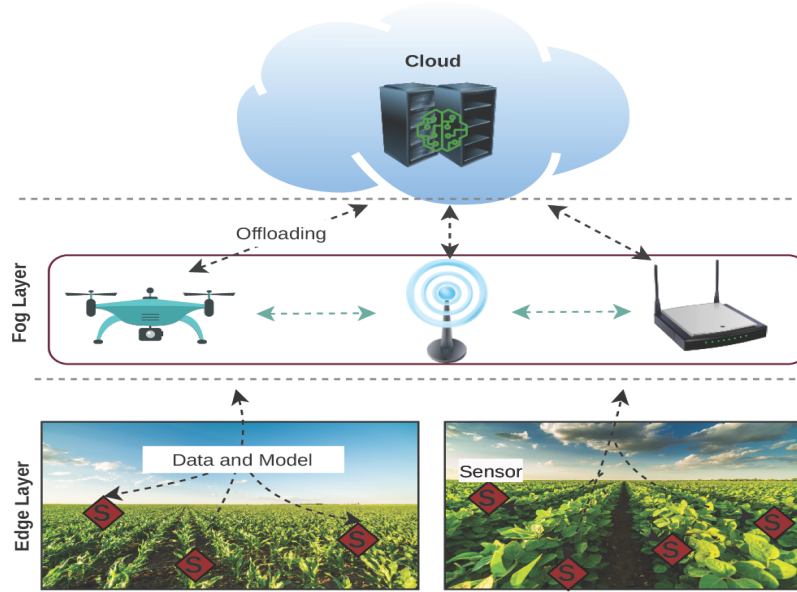 Cloud
Offloading
Fog Layer
Data and Model
Sensor
Edge Layer
S
S
S
S
S
S
S